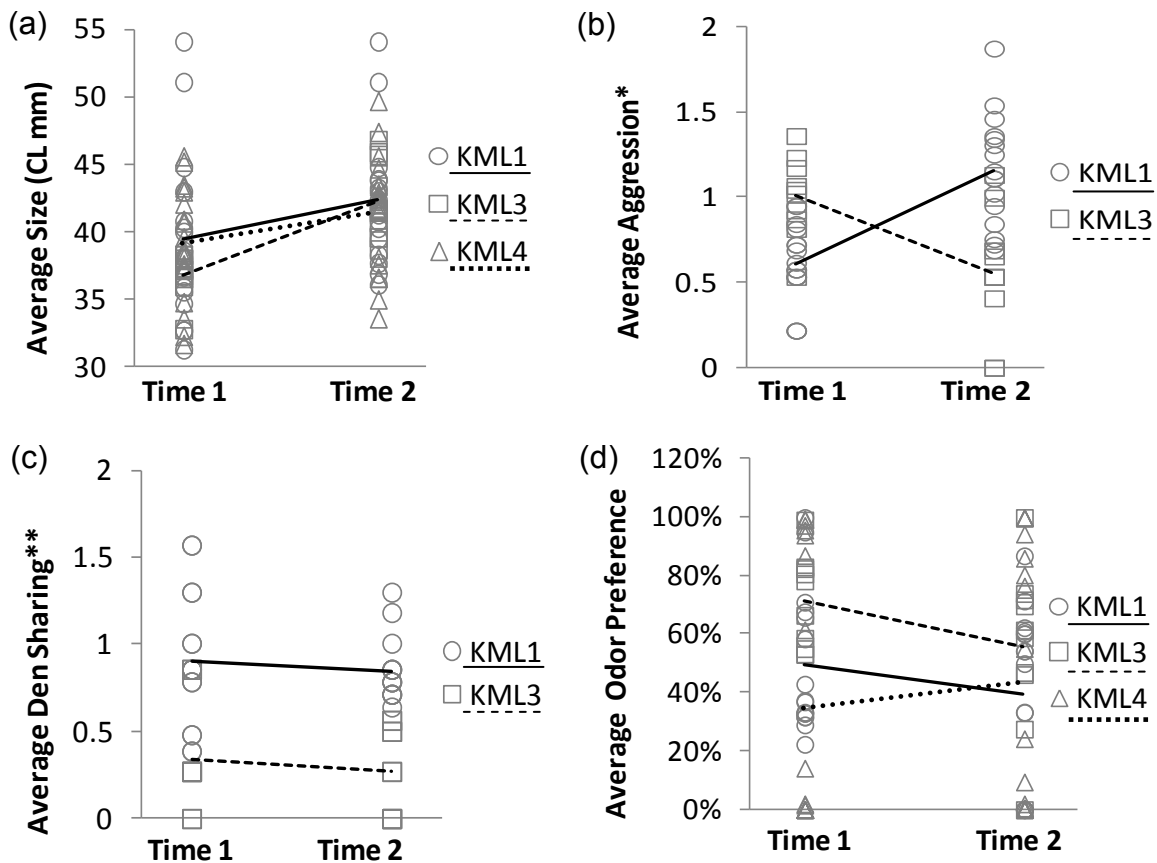 (a)
Average Size (CL mm)
55
50
45
40
35
30
Time 1
Time 2
KML1
KML3
KML4
(b)
Average Aggression*
2
1.5
1
0.5
0
Time 1
Time 2
KML1
KML3
(c)
Average Den Sharing**
2
1.5
1
0.5
0
Time 1
Time 2
KML1
KML3
(d)
Average Odor Preference
120%
100%
80%
60%
40%
20%
0%
Time 1
Time 2
KML1
KML3
KML4